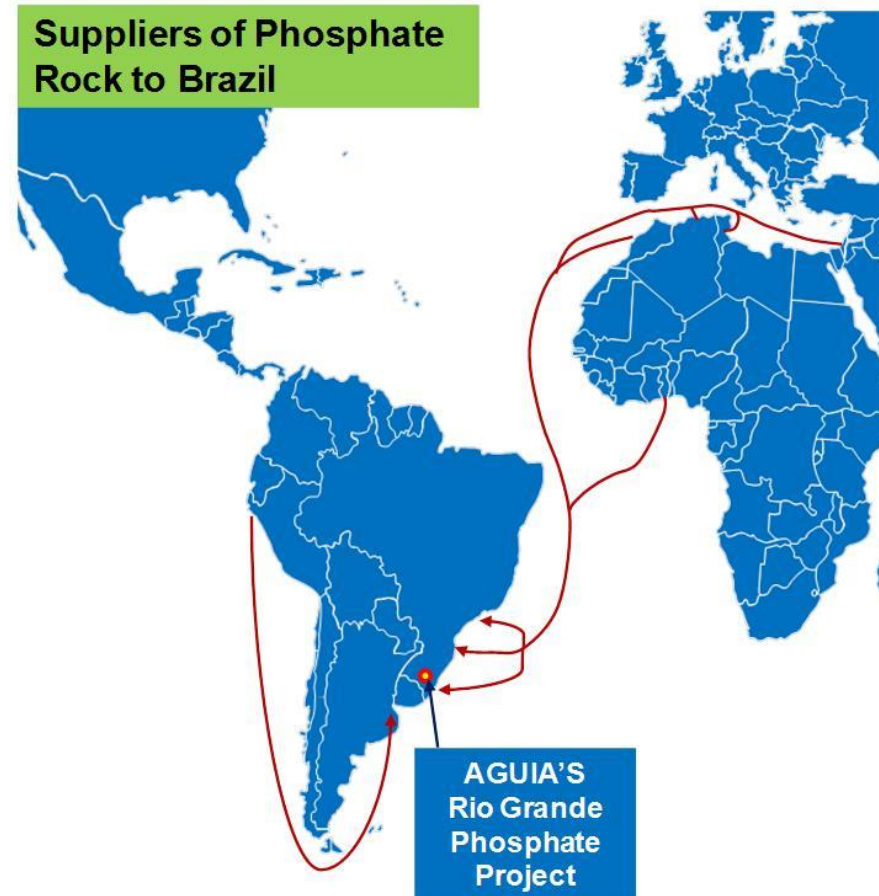 Suppliers of Phosphate
Rock to Brazil
AGUIA'S
Rio Grande
Phosphate
Project